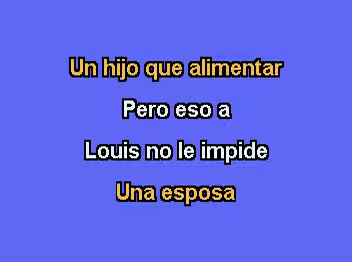 Un hijo que alimentar
Pero eso a
Louis no le impide
Una esposa